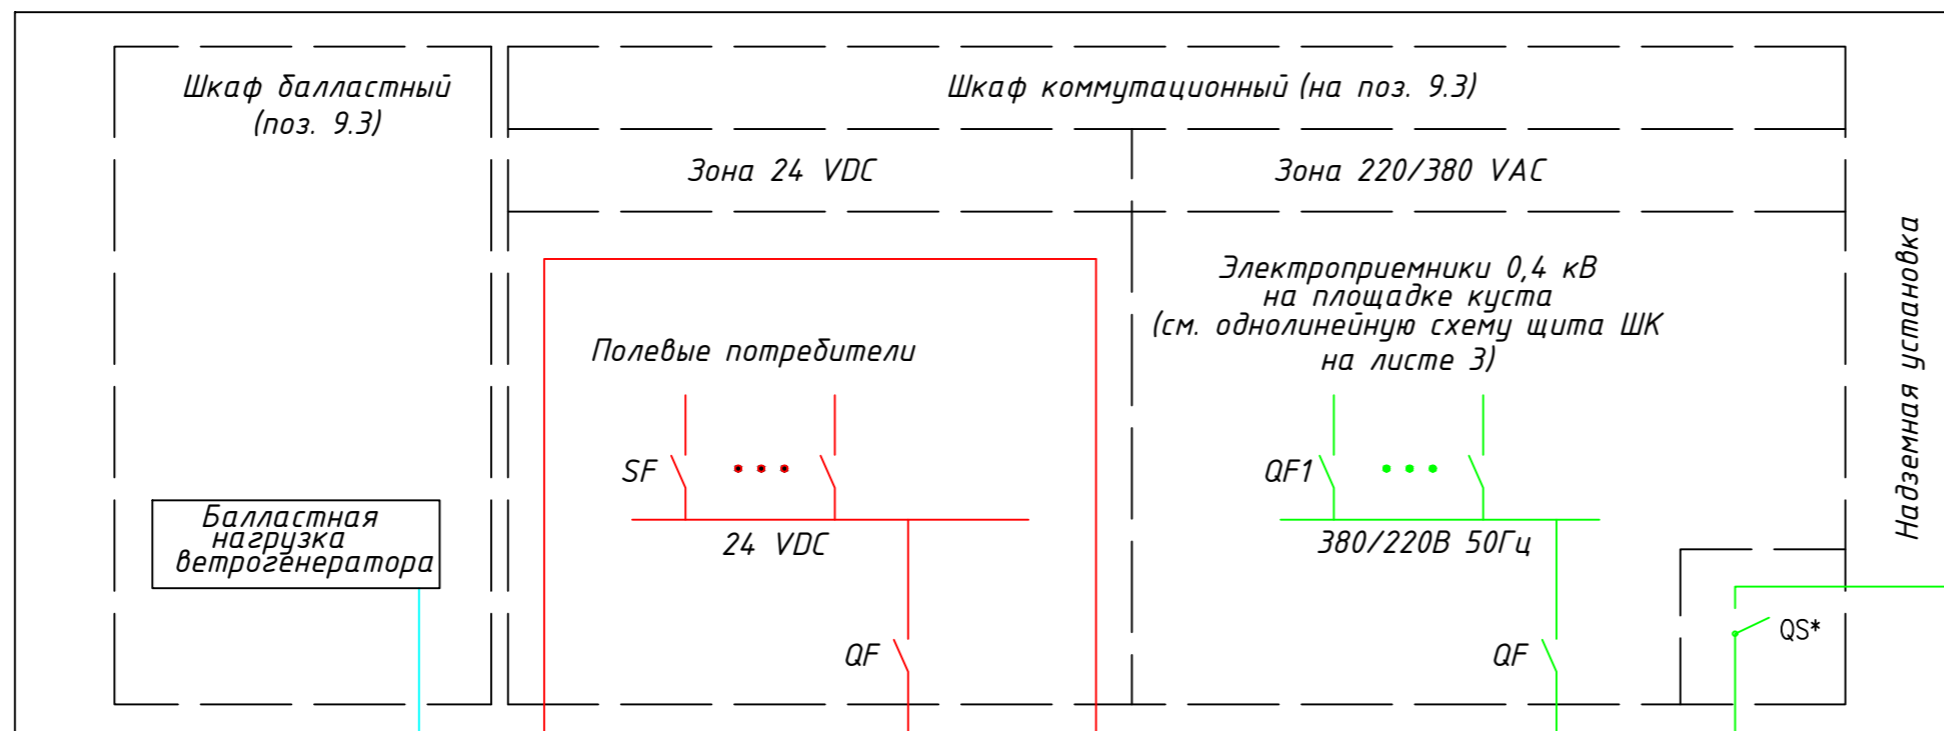 Шкаф балластный
(поз. 9.3)
Шкаф коммутационный (на поз. 9.3)
Зона 24 VDC
Зона 220/380 VAC
Полевые потребители
SF
24 VDC
QF
Электроприемники 0,4 кВ
на площадке куста
(см. однолинейную схему щита ШК
на листе 3)
QF1
380/220В 50Гц
QF
QS*
Надземная установка
Балластная
нагрузка
ветрогенератора